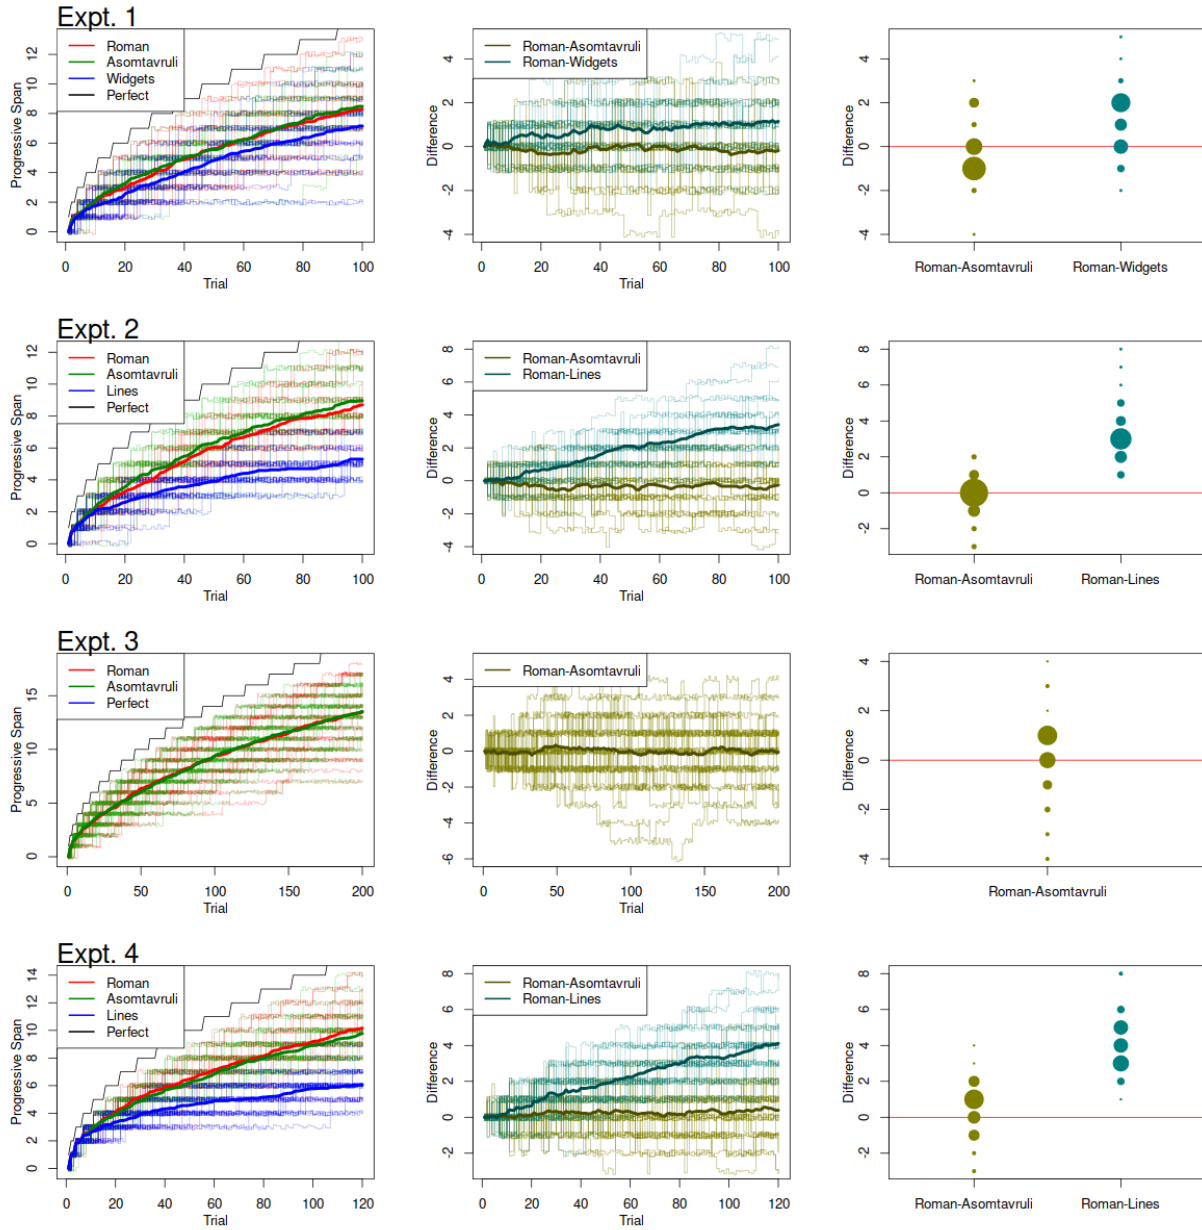 Expt. 1
Progressive Span
0 2 4 6 8 10 12
Roman
Asomtavruli
Widgets
Perfect
0 20 40 60 80 100
Trial
Difference
-4 -2 0 2 4
Roman-Asomtavruli
Roman-Widgets
0 20 40 60 80 100
Trial
Difference
-4 -2 0 2 4
Roman-Asomtavruli Roman-Widgets
Expt. 2
Progressive Span
0 2 4 6 8 10 12
Roman
Asomtavruli
Lines
Perfect
0 20 40 60 80 100
Trial
Difference
-4 -2 0 2 4 6 8
Roman-Asomtavruli
Roman-Lines
0 20 40 60 80 100
Trial
Difference
-2 0 2 4 6 8
Roman-Asomtavruli Roman-Lines
Expt. 3
Progressive Span
0 5 10 15
Roman
Asomtavruli
Perfect
0 50 100 150 200
Trial
Difference
-6 -4 -2 0 2 4
Roman-Asomtavruli
0 50 100 150 200
Trial
Difference
-4 -2 0 2 4
Roman-Asomtavruli
Expt. 4
Progressive Span
0 2 4 6 8 10 12 14
Roman
Asomtavruli
Lines
Perfect
0 20 40 60 80 100 120
Trial
Difference
-2 0 2 4 6 8
Roman-Asomtavruli
Roman-Lines
0 20 40 60 80 100 120
Trial
Difference
-2 0 2 4 6 8
Roman-Asomtavruli Roman-Lines